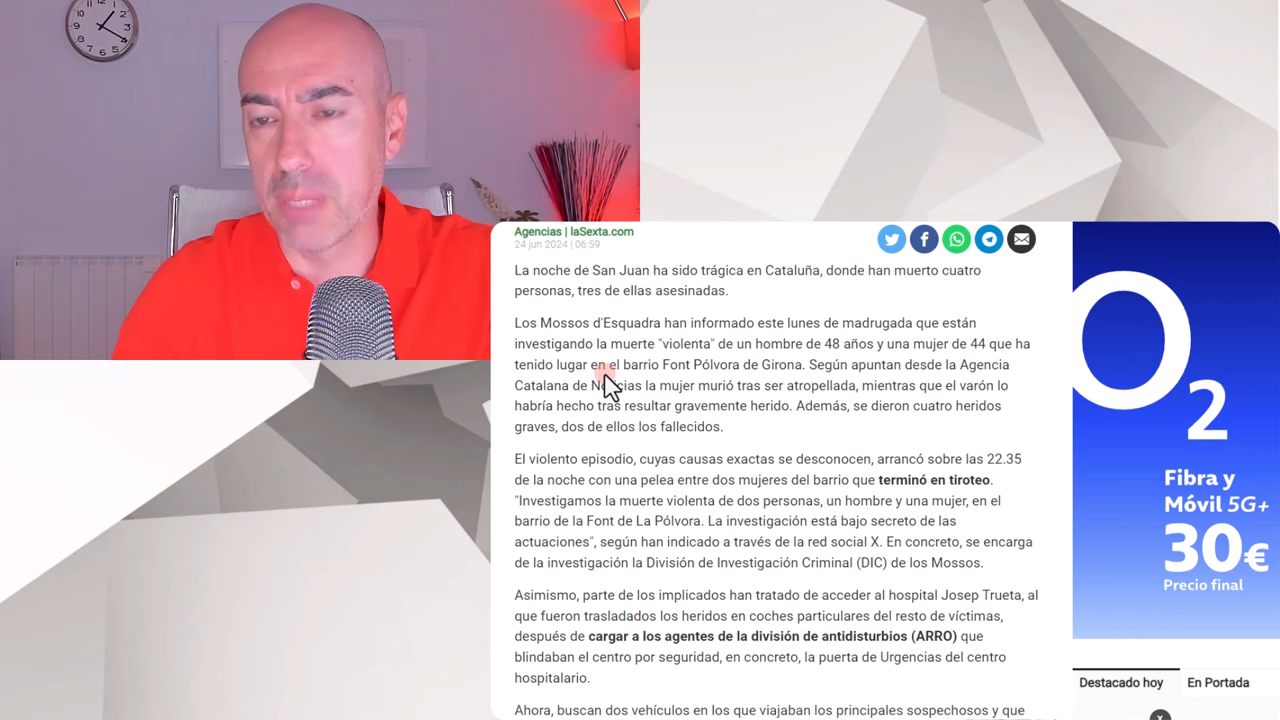 Agencias | laSexta.com
24 jun 2024 | 06:59
La noche de San Juan ha sido trágica en Cataluña, donde han muerto cuatro
personas, tres de ellas asesinadas.
Los Mossos d'Esquadra han informado este lunes de madrugada que están
investigando la muerte "violenta" de un hombre de 48 años y una mujer de 44 que ha
tenido lugar en el barrio Font Pólvora de Girona. Según apuntan desde la Agencia
Catalana de Noticias la mujer murió tras ser atropellada, mientras que el varón lo
habría hecho tras resultar gravemente herido. Además, se dieron cuatro heridos
graves, dos de ellos los fallecidos.
El violento episodio, cuyas causas exactas se desconocen, arrancó sobre las 22.35
de la noche con una pelea entre dos mujeres del barrio que terminó en tiroteo.
"Investigamos la muerte violenta de dos personas, un hombre y una mujer, en el
barrio de la Font de La Pólvora. La investigación está bajo secreto de las
actuaciones", según han indicado a través de la red social X. En concreto, se encarga
de la investigación la División de Investigación Criminal (DIC) de los Mossos.
Asimismo, parte de los implicados han tratado de acceder al hospital Josep Trueta, al
que fueron trasladados los heridos en coches particulares del resto de víctimas,
después de cargar a los agentes de la división de antidisturbios (ARRO) que
blindaban el centro por seguridad, en concreto, la puerta de Urgencias del centro
hospitalario.
Ahora, buscan dos vehículos en los que viajaban los principales sospechosos y que
O2
Fibra y
Móvil 5G+
30€
Precio final
Destacado hoy
En Portada